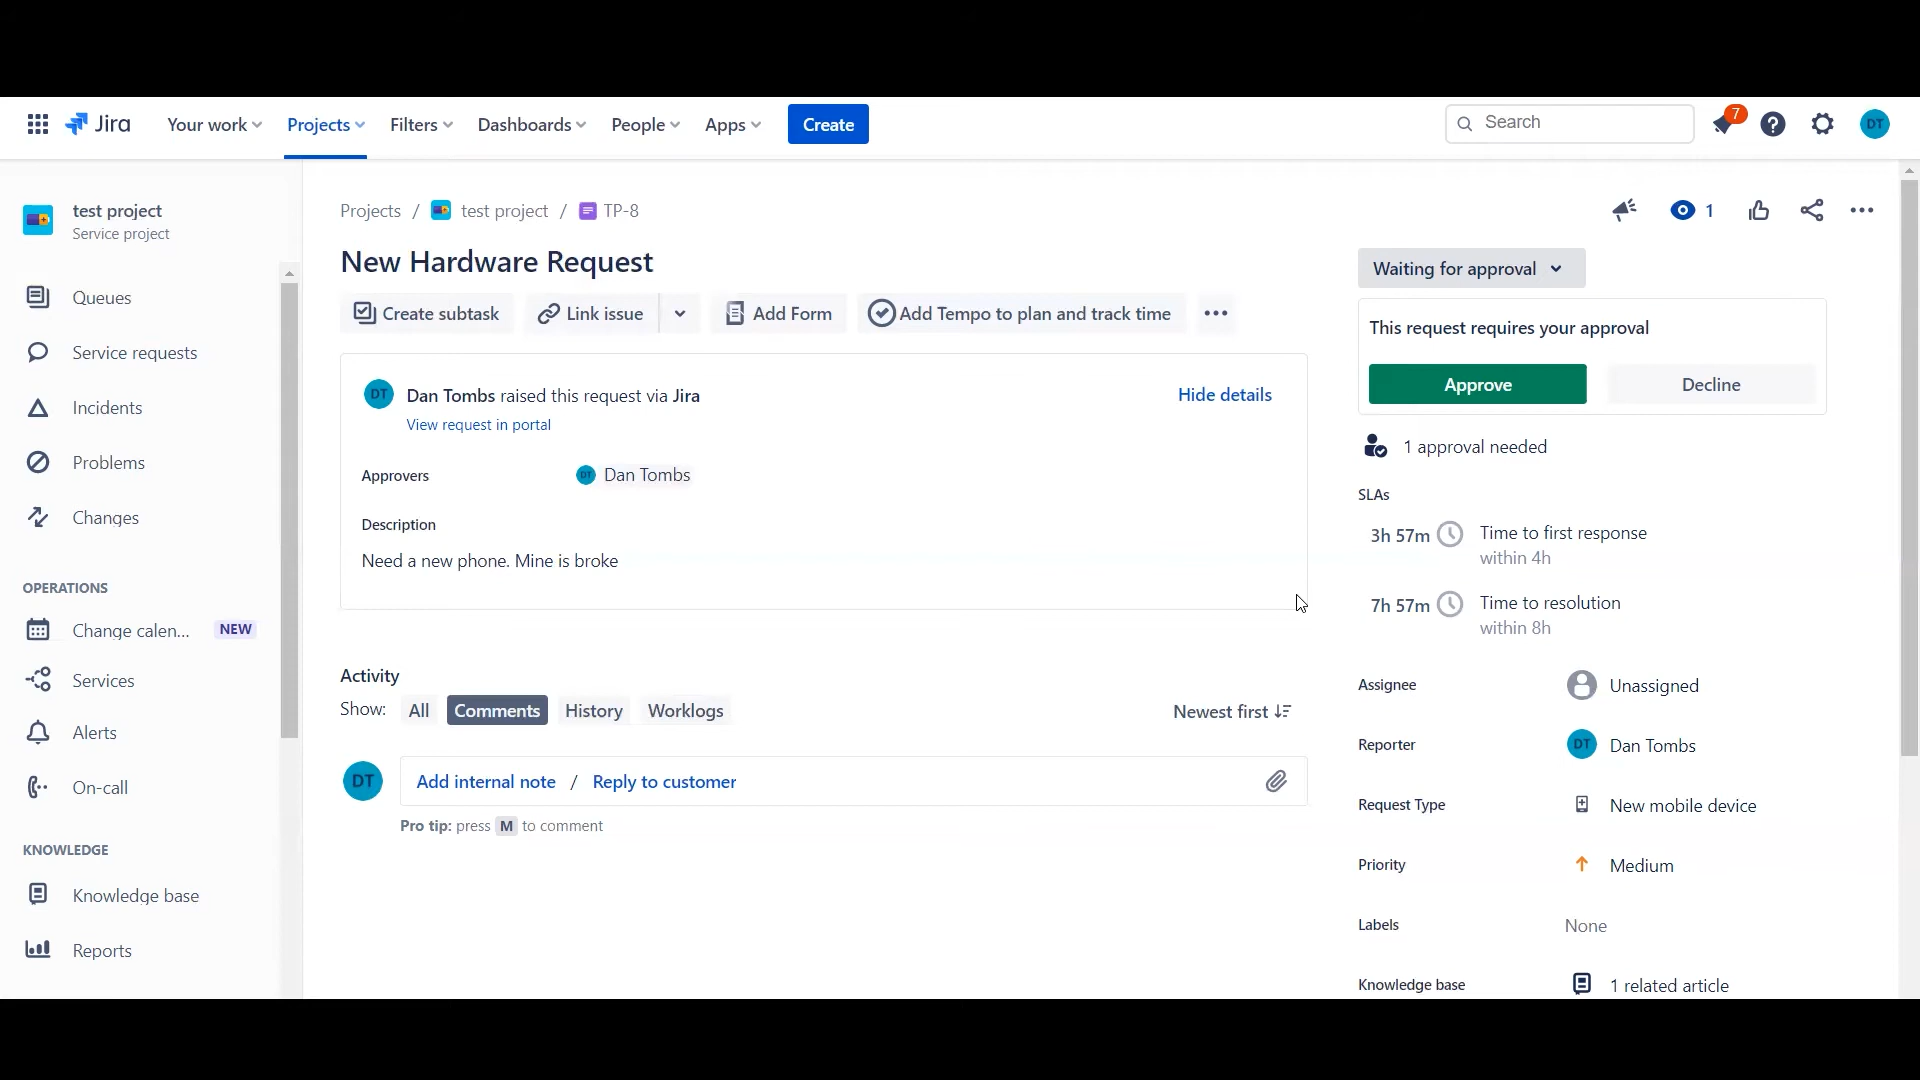 Jira
Your work
Projects
Filters
Dashboards
People
Apps
Create
Search
7
DT
test project
Service project
Queues
Service requests
Incidents
Problems
Changes
OPERATIONS
Change calen...
NEW
Services
Alerts
On-call
KNOWLEDGE
Knowledge base
Reports
Projects / test project / TP-8
New Hardware Request
Create subtask
Link issue
Add Form
Add Tempo to plan and track time
DT
Dan Tombs raised this request via Jira
Hide details
View request in portal
Approvers
DT Dan Tombs
Description
Need a new phone. Mine is broke
Activity
Show:
All
Comments
History
Worklogs
Newest first
DT
Add internal note / Reply to customer
Pro tip: press M to comment
1
Waiting for approval
This request requires your approval
Approve
Decline
1 approval needed
SLAs
3h 57m
Time to first response
within 4h
7h 57m
Time to resolution
within 8h
Assignee
Unassigned
Reporter
DT Dan Tombs
Request Type
New mobile device
Priority
Medium
Labels
None
Knowledge base
1 related article